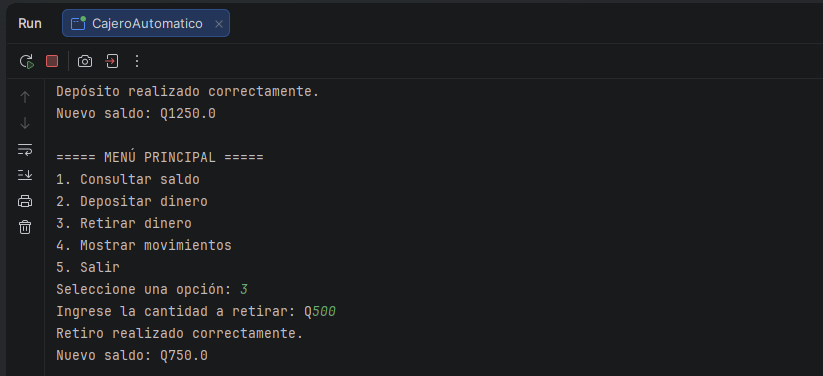 Run
CajeroAutomatico
Depósito realizado correctamente.
Nuevo saldo: Q1250.0
===== MENÚ PRINCIPAL =====
1. Consultar saldo
2. Depositar dinero
3. Retirar dinero
4. Mostrar movimientos
5. Salir
Seleccione una opción: 3
Ingrese la cantidad a retirar: Q500
Retiro realizado correctamente.
Nuevo saldo: Q750.0